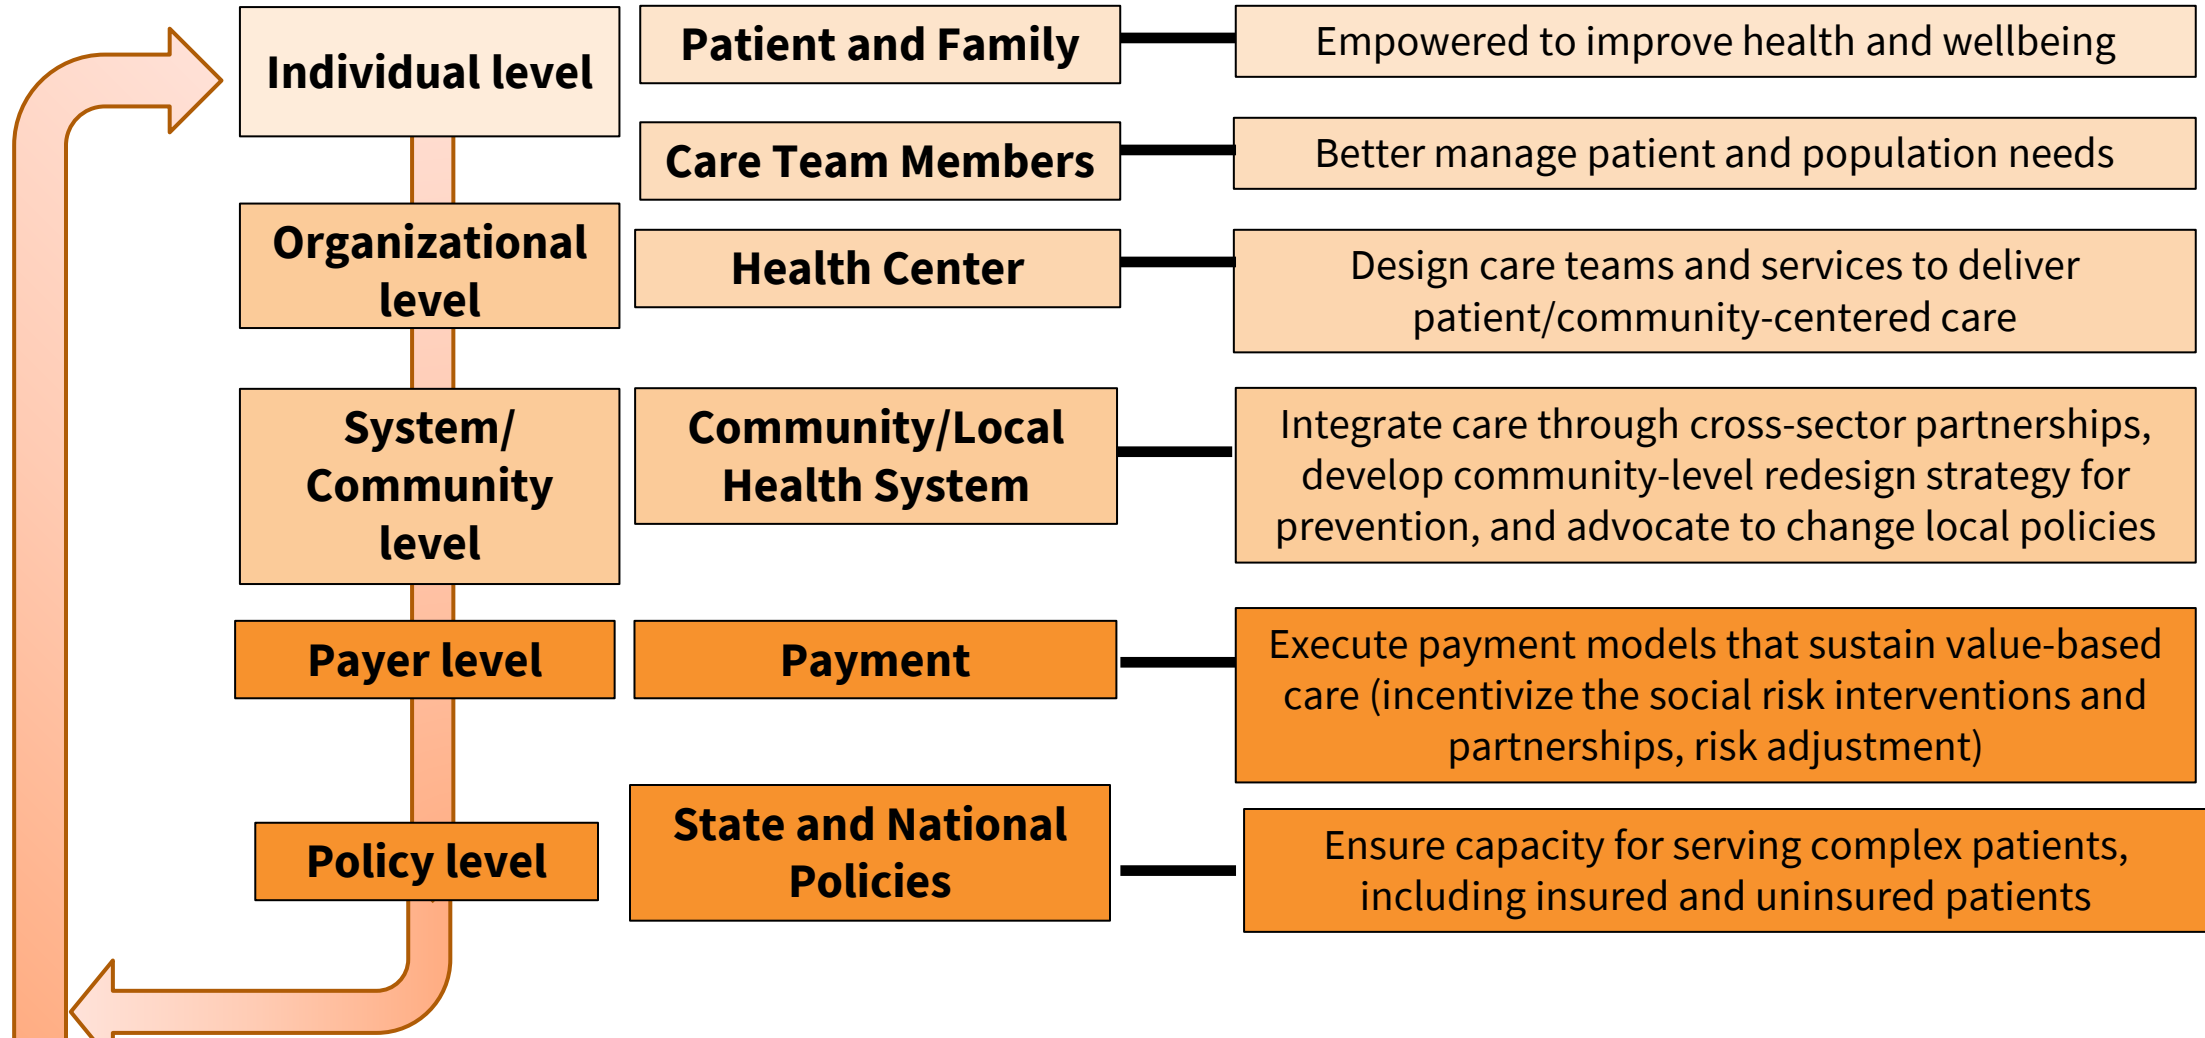 Individual level
Patient and Family
Empowered to improve health and wellbeing
Care Team Members
Better manage patient and population needs
Organizational
level
Health Center
Design care teams and services to deliver
patient/community-centered care
System/
Community
level
Community/Local
Health System
Integrate care through cross-sector partnerships,
develop community-level redesign strategy for
prevention, and advocate to change local policies
Payer level
Payment
Execute payment models that sustain value-based
care (incentivize the social risk interventions and
partnerships, risk adjustment)
Policy level
State and National
Policies
Ensure capacity for serving complex patients,
including insured and uninsured patients